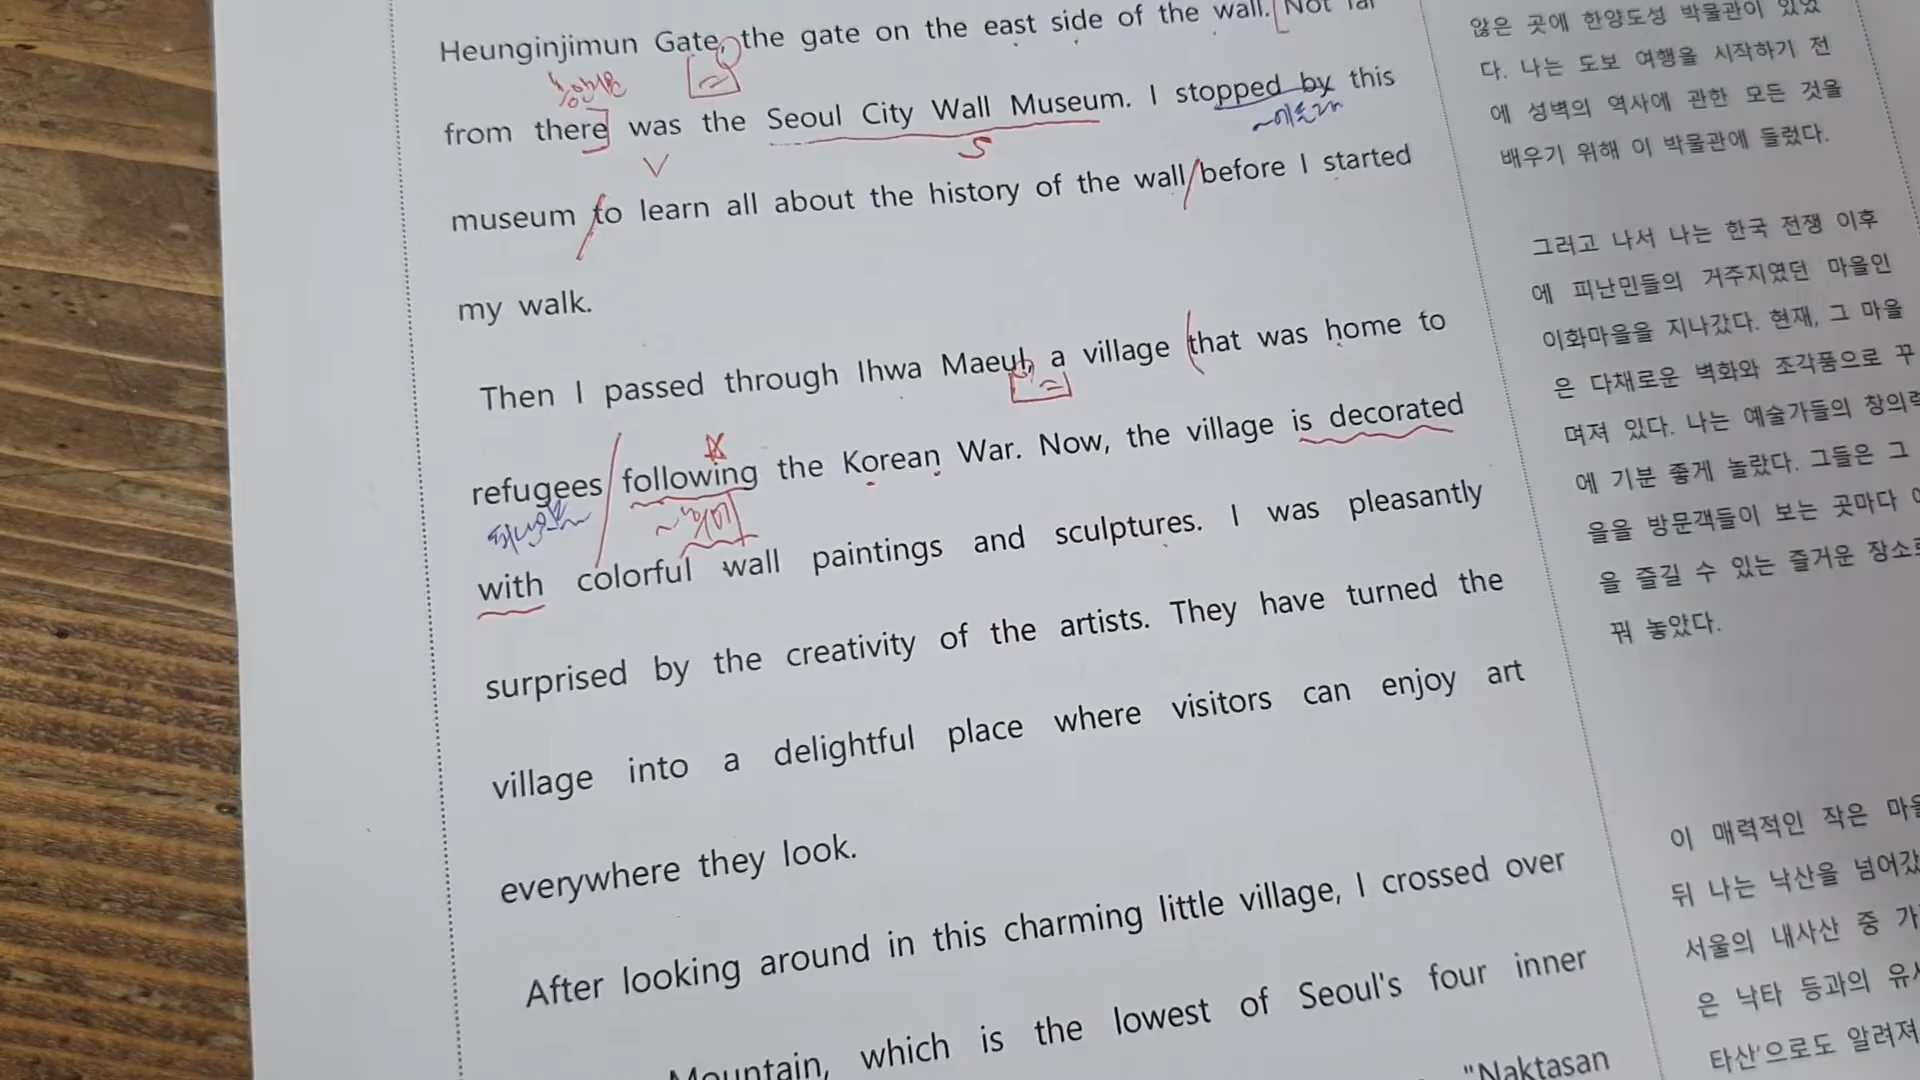 Heunginjimun Gate, the gate on the east side of the wall. Not far
from there was the Seoul City Wall Museum. I stopped by this
~에 들르다
S
V
museum to learn all about the history of the wall before I started
my walk.
Then I passed through Ihwa Maeul, a village that was home to
refugees following the Korean War. Now, the village is decorated
with colorful wall paintings and sculptures. I was pleasantly
surprised by the creativity of the artists. They have turned the
village into a delightful place where visitors can enjoy art
everywhere they look.
After looking around in this charming little village, I crossed over
Mountain, which is the lowest of Seoul's four inner
"Naktasan
않은 곳에 한양도성 박물관이 있었
다. 나는 도보 여행을 시작하기 전
에 성벽의 역사에 관한 모든 것을
배우기 위해 이 박물관에 들렀다.
그러고 나서 나는 한국 전쟁 이후
에 피난민들의 거주지였던 마을인
이화마을을 지나갔다. 현재, 그 마을
은 다채로운 벽화와 조각품으로 꾸
며져 있다. 나는 예술가들의 창의력
에 기분 좋게 놀랐다. 그들은 그
을을 방문객들이 보는 곳마다
을 즐길 수 있는 즐거운 장소로
꿔 놓았다.
이 매력적인 작은 마을
뒤 나는 낙산을 넘어갔
서울의 내사산 중 가
은 낙타 등과의 유사
타산'으로도 알려져